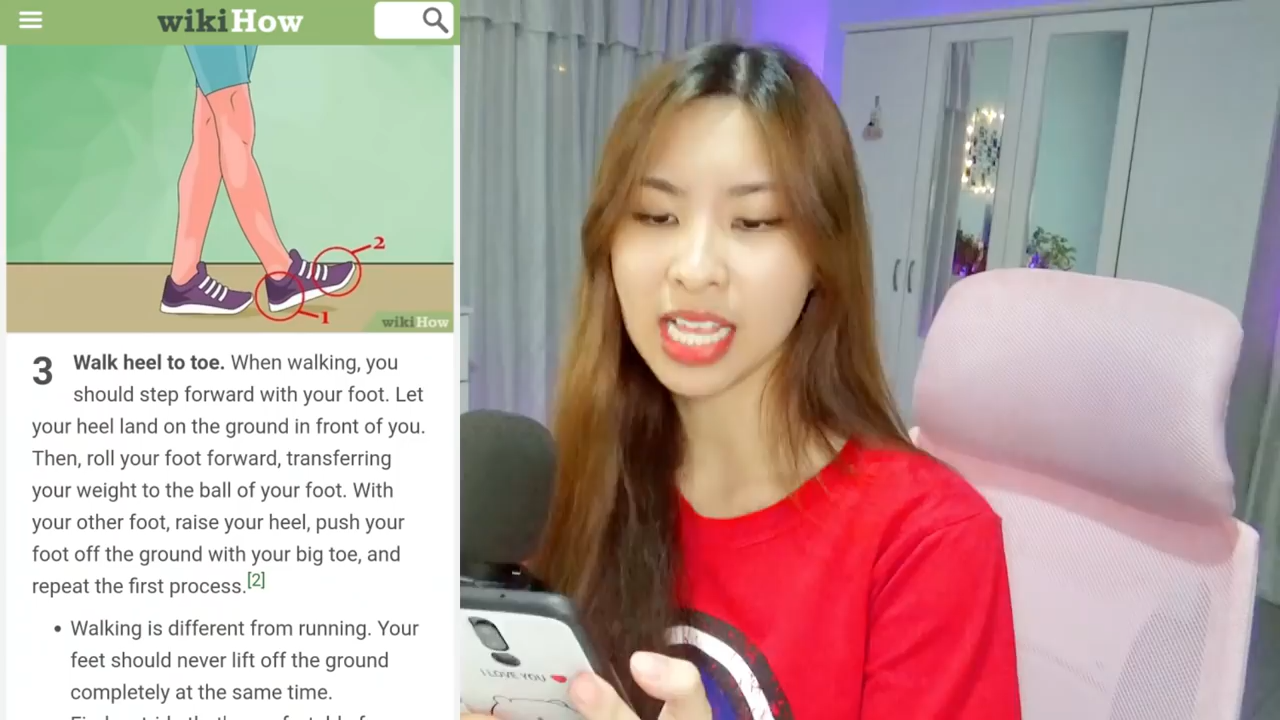 wikiHow
2
1
wikiHow
3 Walk heel to toe. When walking, you
should step forward with your foot. Let
your heel land on the ground in front of you.
Then, roll your foot forward, transferring
your weight to the ball of your foot. With
your other foot, raise your heel, push your
foot off the ground with your big toe, and
repeat the first process.[2]
• Walking is different from running. Your
feet should never lift off the ground
completely at the same time.
I LOVE YOU